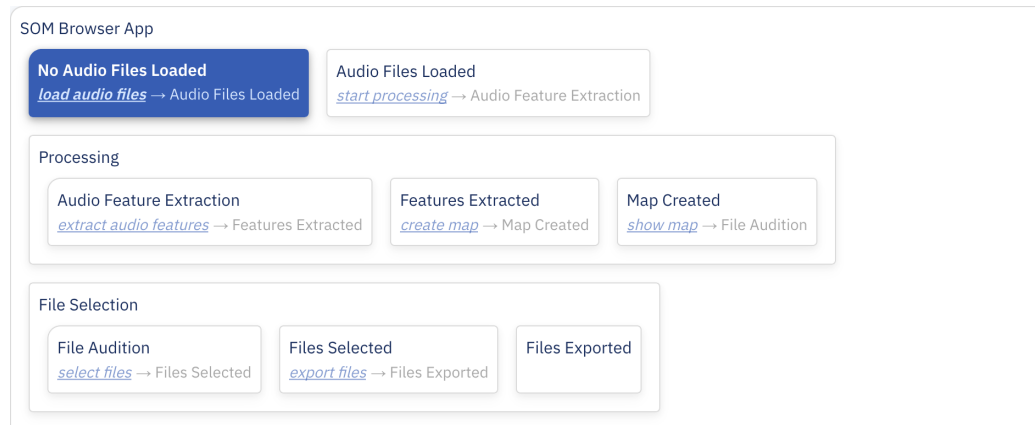 SOM Browser App
No Audio Files Loaded
load audio files → Audio Files Loaded
Audio Files Loaded
start processing → Audio Feature Extraction
Processing
Audio Feature Extraction
extract audio features → Features Extracted
Features Extracted
create map → Map Created
Map Created
show map → File Audition
File Selection
File Audition
select files → Files Selected
Files Selected
export files → Files Exported
Files Exported